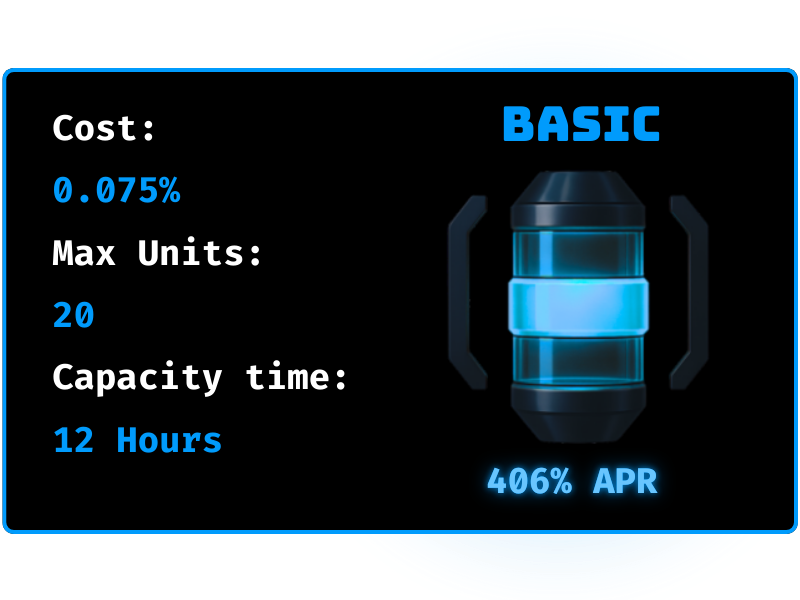 Cost:
0.075%
Max Units:
20
Capacity time:
12 Hours
BASIC
406% APR